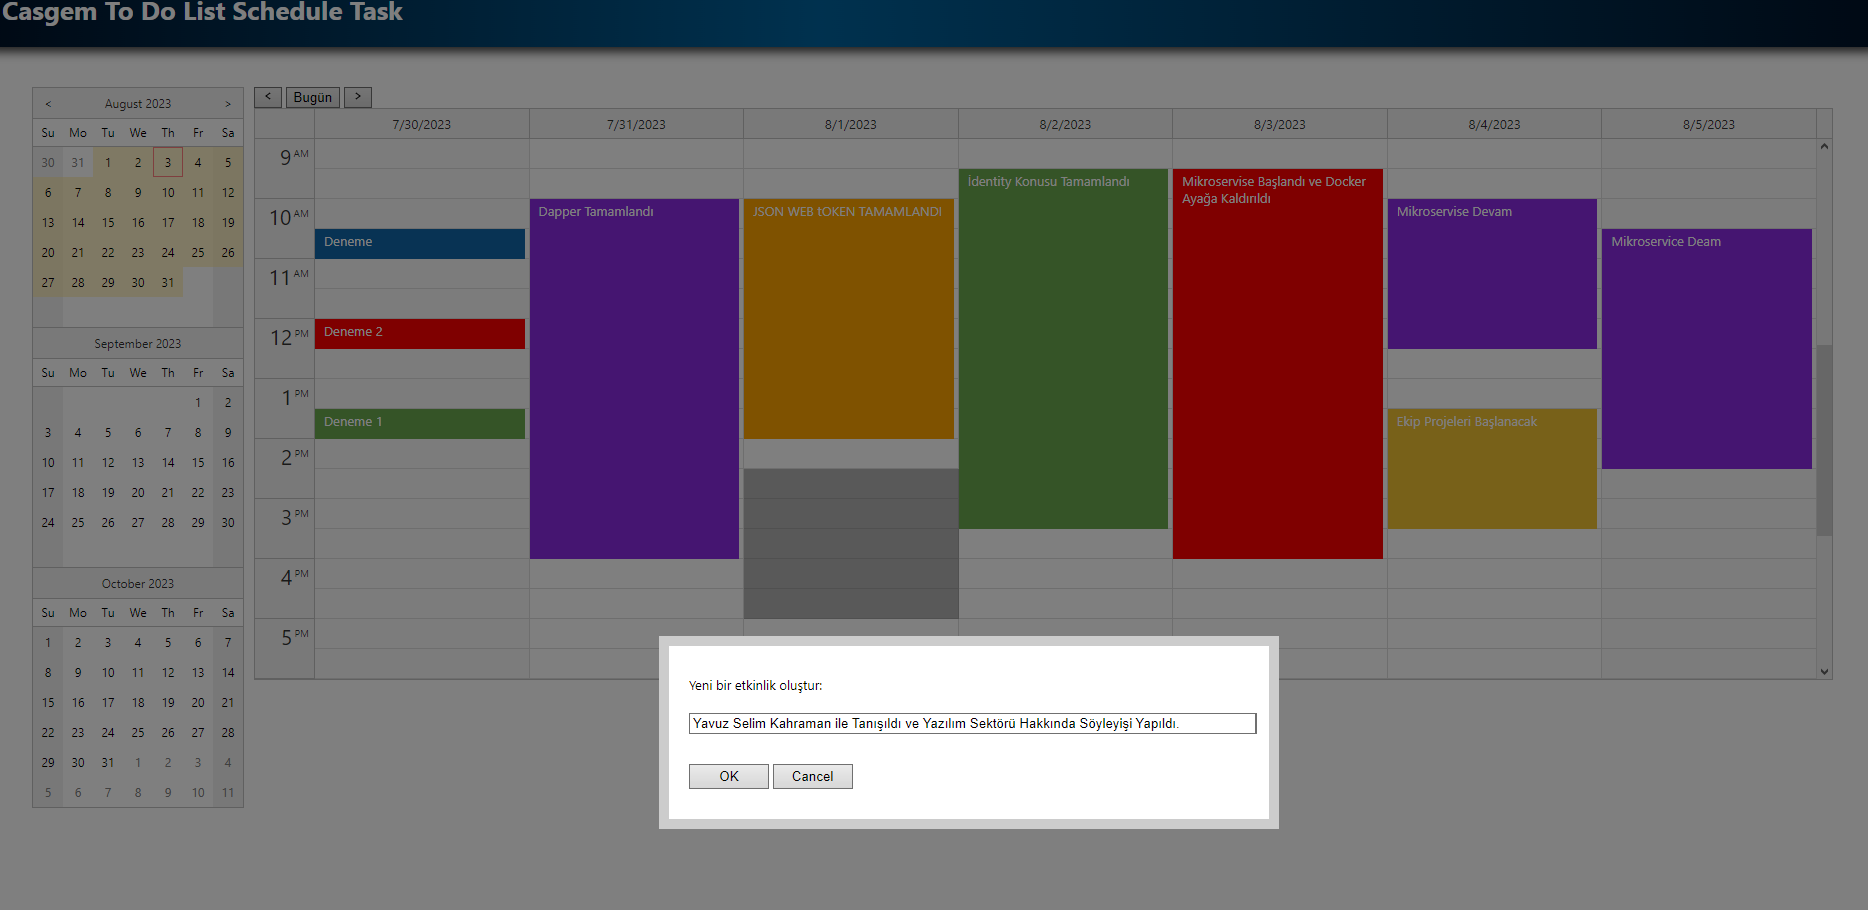 Casgem To Do List Schedule Task
< August 2023 >
Su Mo Tu We Th Fr Sa
30 31 1 2 3 4 5
6 7 8 9 10 11 12
13 14 15 16 17 18 19
20 21 22 23 24 25 26
27 28 29 30 31
September 2023
Su Mo Tu We Th Fr Sa
1 2
3 4 5 6 7 8 9
10 11 12 13 14 15 16
17 18 19 20 21 22 23
24 25 26 27 28 29 30
October 2023
Su Mo Tu We Th Fr Sa
1 2 3 4 5 6 7
8 9 10 11 12 13 14
15 16 17 18 19 20 21
22 23 24 25 26 27 28
29 30 31 1 2 3 4
5 6 7 8 9 10 11
< Bugün >
7/30/2023 7/31/2023 8/1/2023 8/2/2023 8/3/2023 8/4/2023 8/5/2023
9 AM
10 AM
11 AM
12 PM
1 PM
2 PM
3 PM
4 PM
5 PM
Deneme
Deneme 2
Deneme 1
Dapper Tamamlandı
JSON WEB tOKEN TAMAMLANDI
İdentity Konusu Tamamlandı
Mikroservise Başlandı ve Docker
Ayağa Kaldırıldı
Mikroservise Devam
Ekip Projeleri Başlanacak
Mikroservice Deam
Yeni bir etkinlik oluştur:
Yavuz Selim Kahraman ile Tanışıldı ve Yazılım Sektörü Hakkında Söyleyişi Yapıldı.
OK Cancel